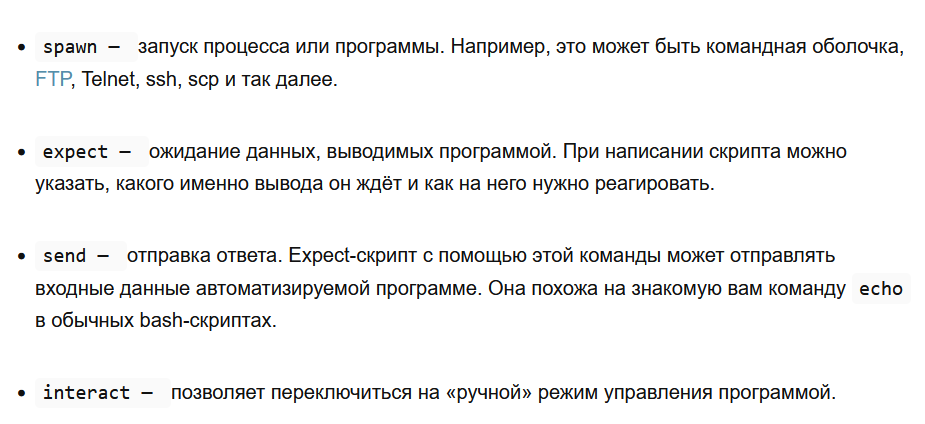 • spawn — запуск процесса или программы. Например, это может быть командная оболочка,
FTP, Telnet, ssh, scp и так далее.
• expect — ожидание данных, выводимых программой. При написании скрипта можно
указать, какого именно вывода он ждёт и как на него нужно реагировать.
• send — отправка ответа. Expect-скрипт с помощью этой команды может отправлять
входные данные автоматизируемой программе. Она похожа на знакомую вам команду echo
в обычных bash-скриптах.
• interact — позволяет переключиться на «ручной» режим управления программой.